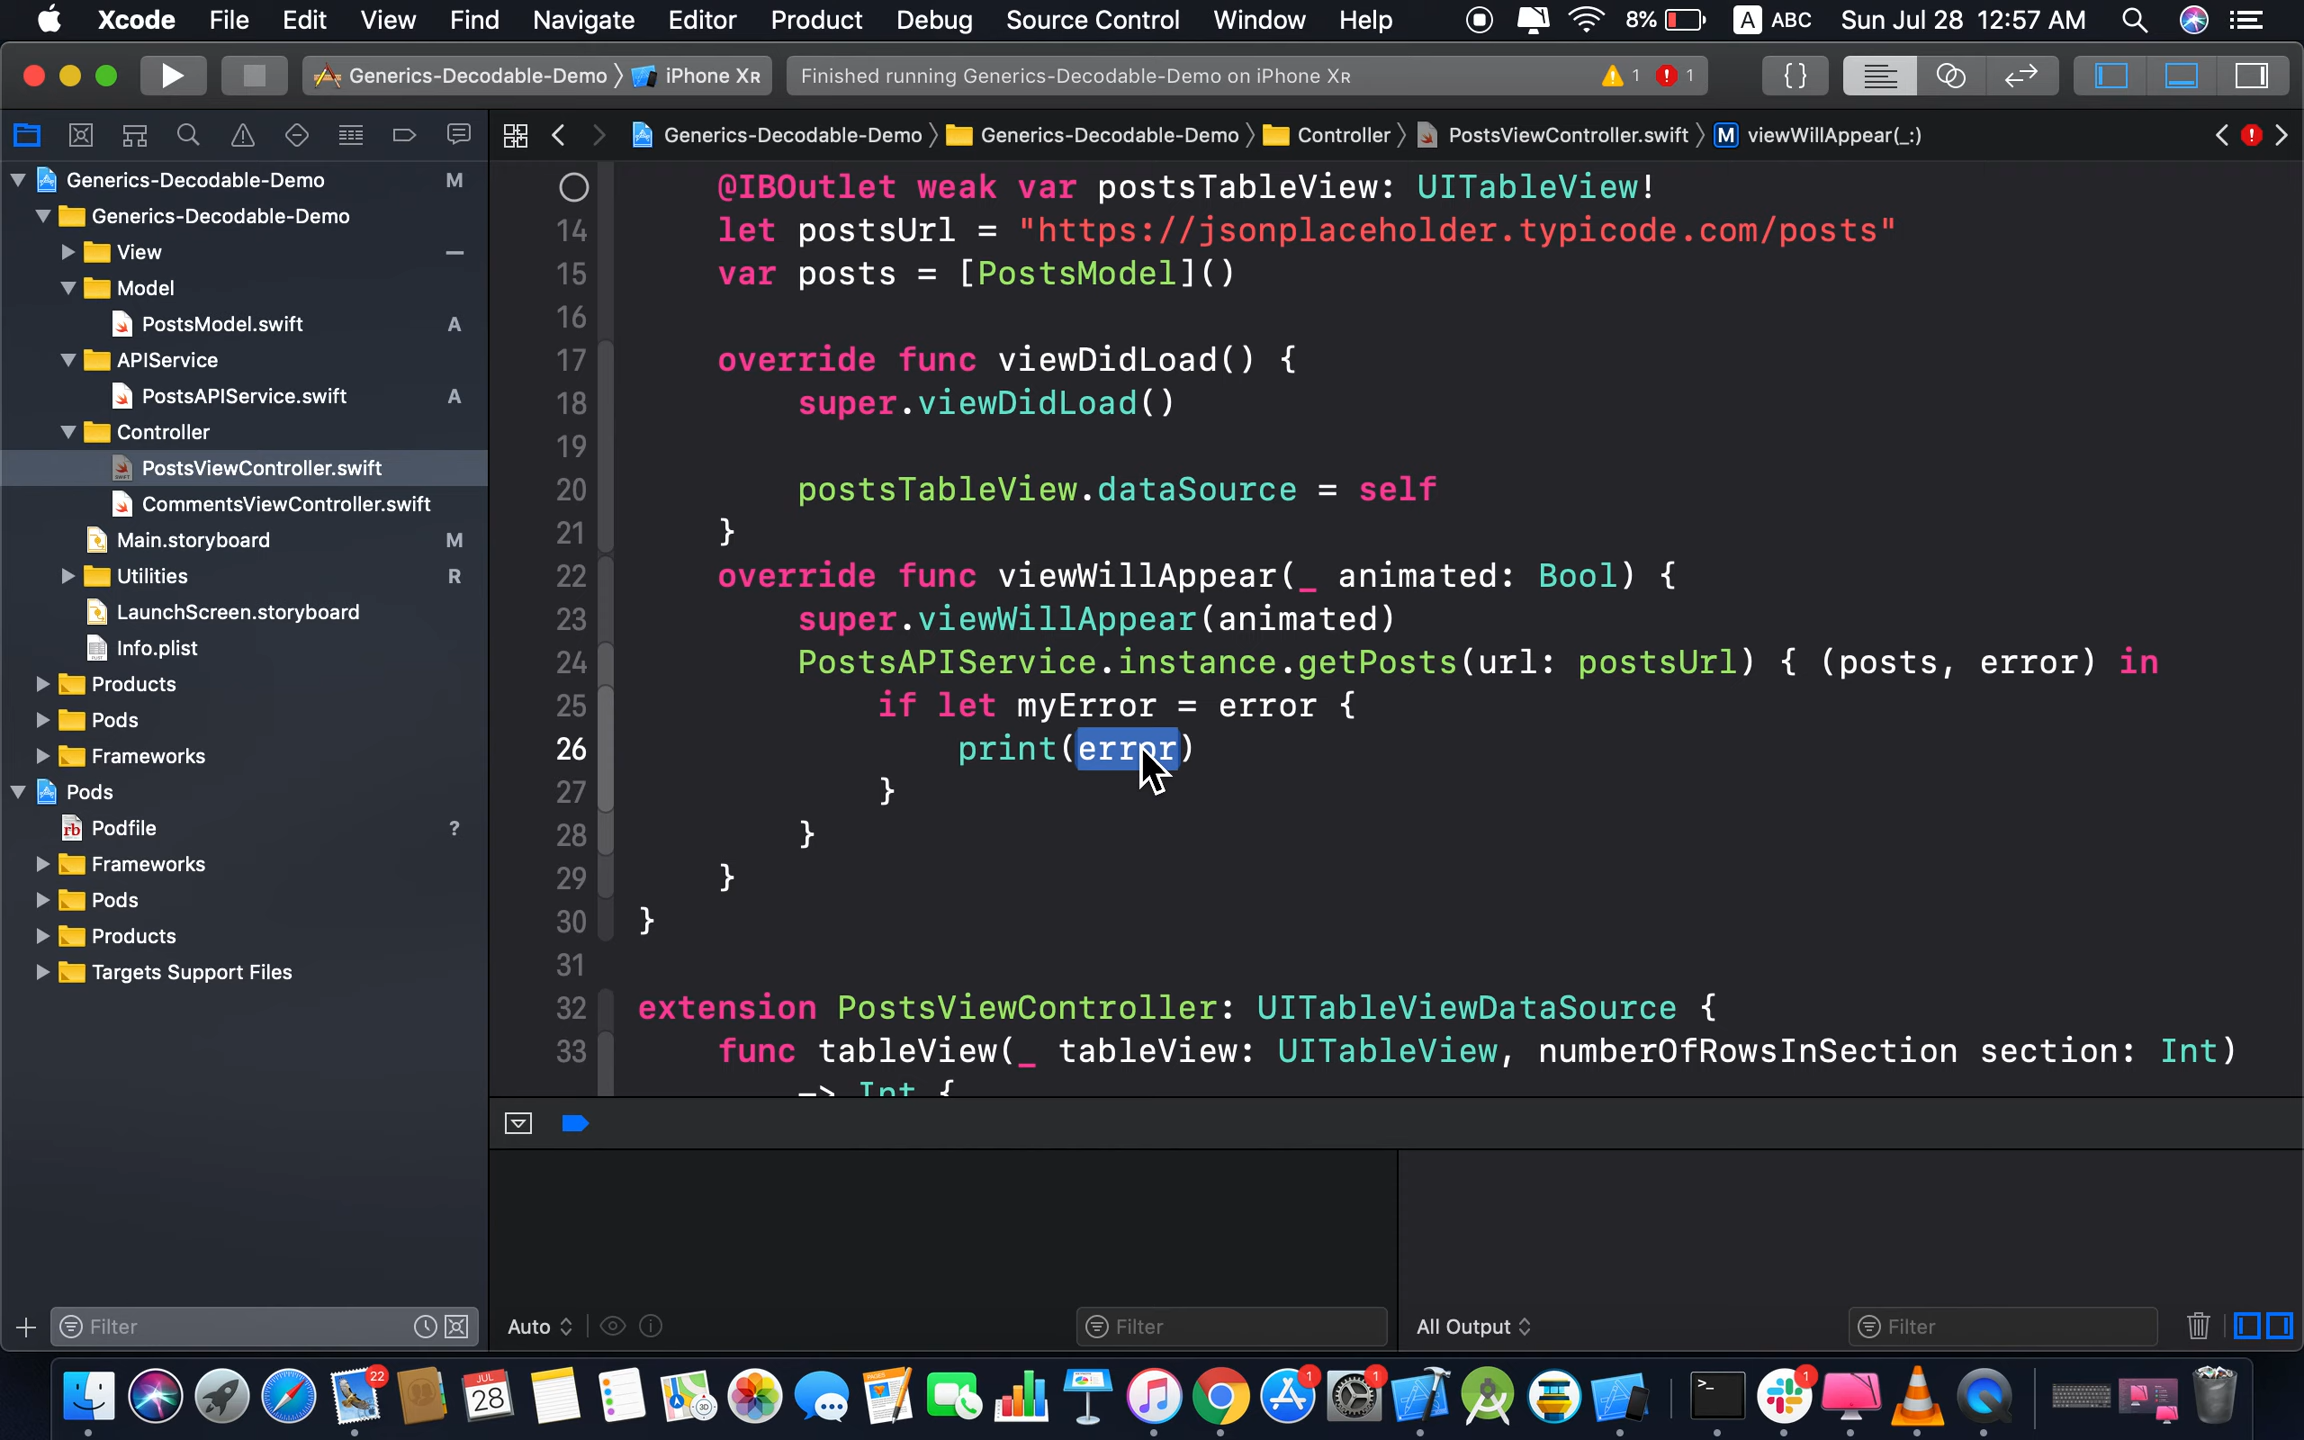 Xcode File Edit View Find Navigate Editor Product Debug Source Control Window Help 8% A ABC Sun Jul 28 12:57 AM
Generics-Decodable-Demo iPhone XR Finished running Generics-Decodable-Demo on iPhone XR 1 1 {}
Generics-Decodable-Demo Generics-Decodable-Demo Controller PostsViewController.swift M viewWillAppear(_:)
Generics-Decodable-Demo M
Generics-Decodable-Demo
View
Model
PostsModel.swift A
APIService
PostsAPIService.swift A
Controller
PostsViewController.swift
CommentsViewController.swift
Main.storyboard M
Utilities R
LaunchScreen.storyboard
Info.plist
Products
Pods
Frameworks
Pods
Podfile ?
Frameworks
Pods
Products
Targets Support Files
Filter
@IBOutlet weak var postsTableView: UITableView!
14 let postsUrl = "https://jsonplaceholder.typicode.com/posts"
15 var posts = [PostsModel]()
16
17 override func viewDidLoad() {
18 super.viewDidLoad()
19
20 postsTableView.dataSource = self
21 }
22 override func viewWillAppear(_ animated: Bool) {
23 super.viewWillAppear(animated)
24 PostsAPIService.instance.getPosts(url: postsUrl) { (posts, error) in
25 if let myError = error {
26 print(error)
27 }
28 }
29 }
30 }
31
32 extension PostsViewController: UITableViewDataSource {
33 func tableView(_ tableView: UITableView, numberOfRowsInSection section: Int)
-> Int {
Auto Filter All Output Filter
22 JUL 28 1 1 1